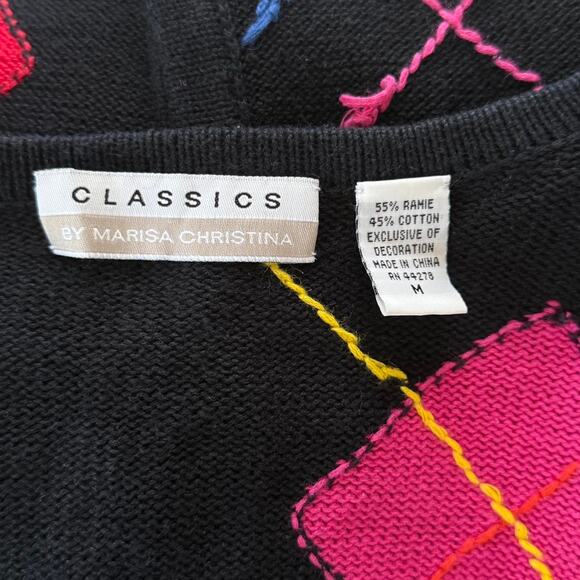 CLASSICS
BY MARISA CHRISTINA
55% RAMIE
45% COTTON
EXCLUSIVE OF
DECORATION
MADE IN CHINA
RN 44278
M